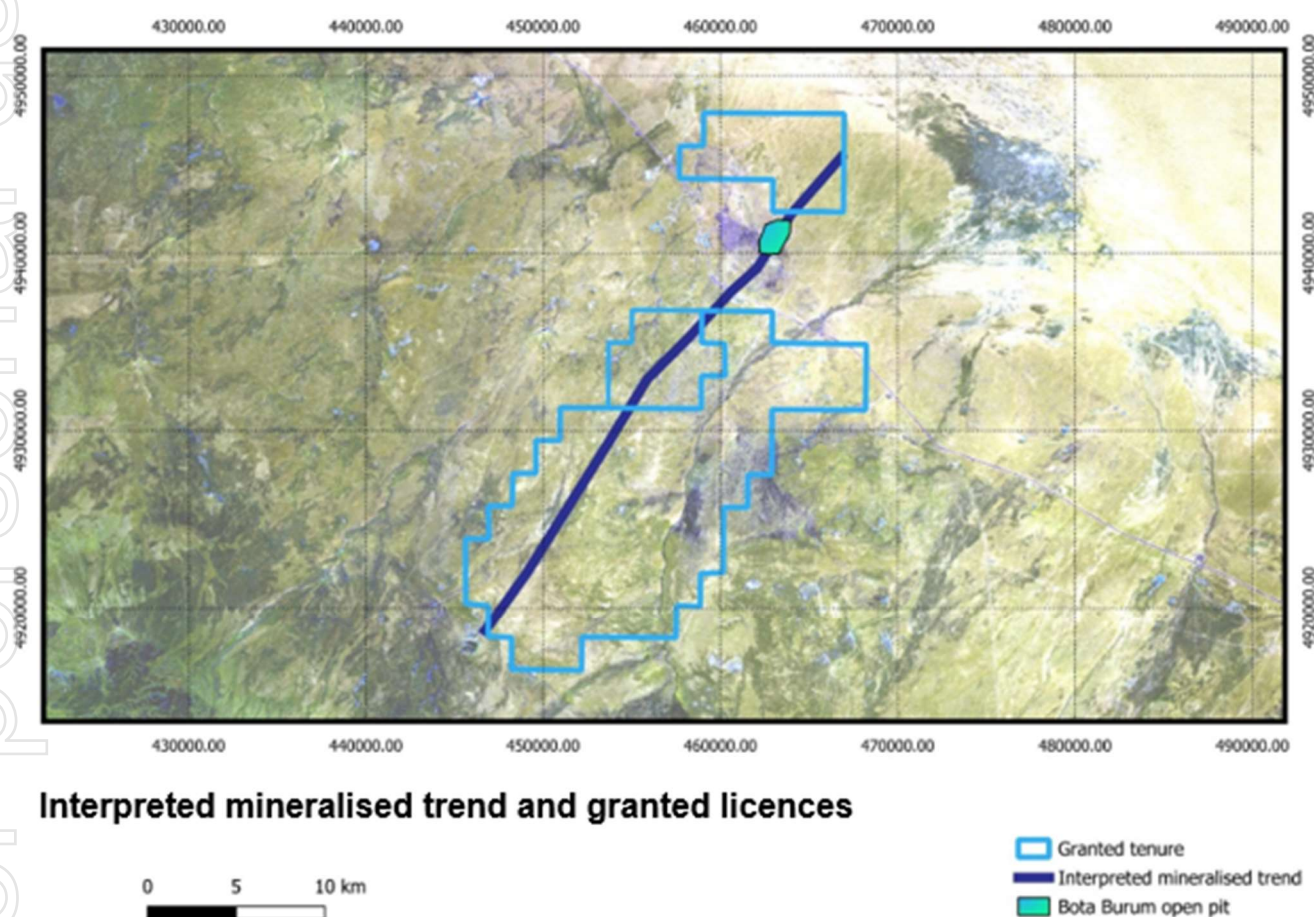 430000.00 440000.00 450000.00 460000.00 470000.00 480000.00 490000.00
4950000.00 4950000.00
4940000.00 4940000.00
4930000.00 4930000.00
4920000.00 4920000.00
430000.00 440000.00 450000.00 460000.00 470000.00 480000.00 490000.00
Interpreted mineralised trend and granted licences
0 5 10 km
Granted tenure
Interpreted mineralised trend
Bota Burum open pit